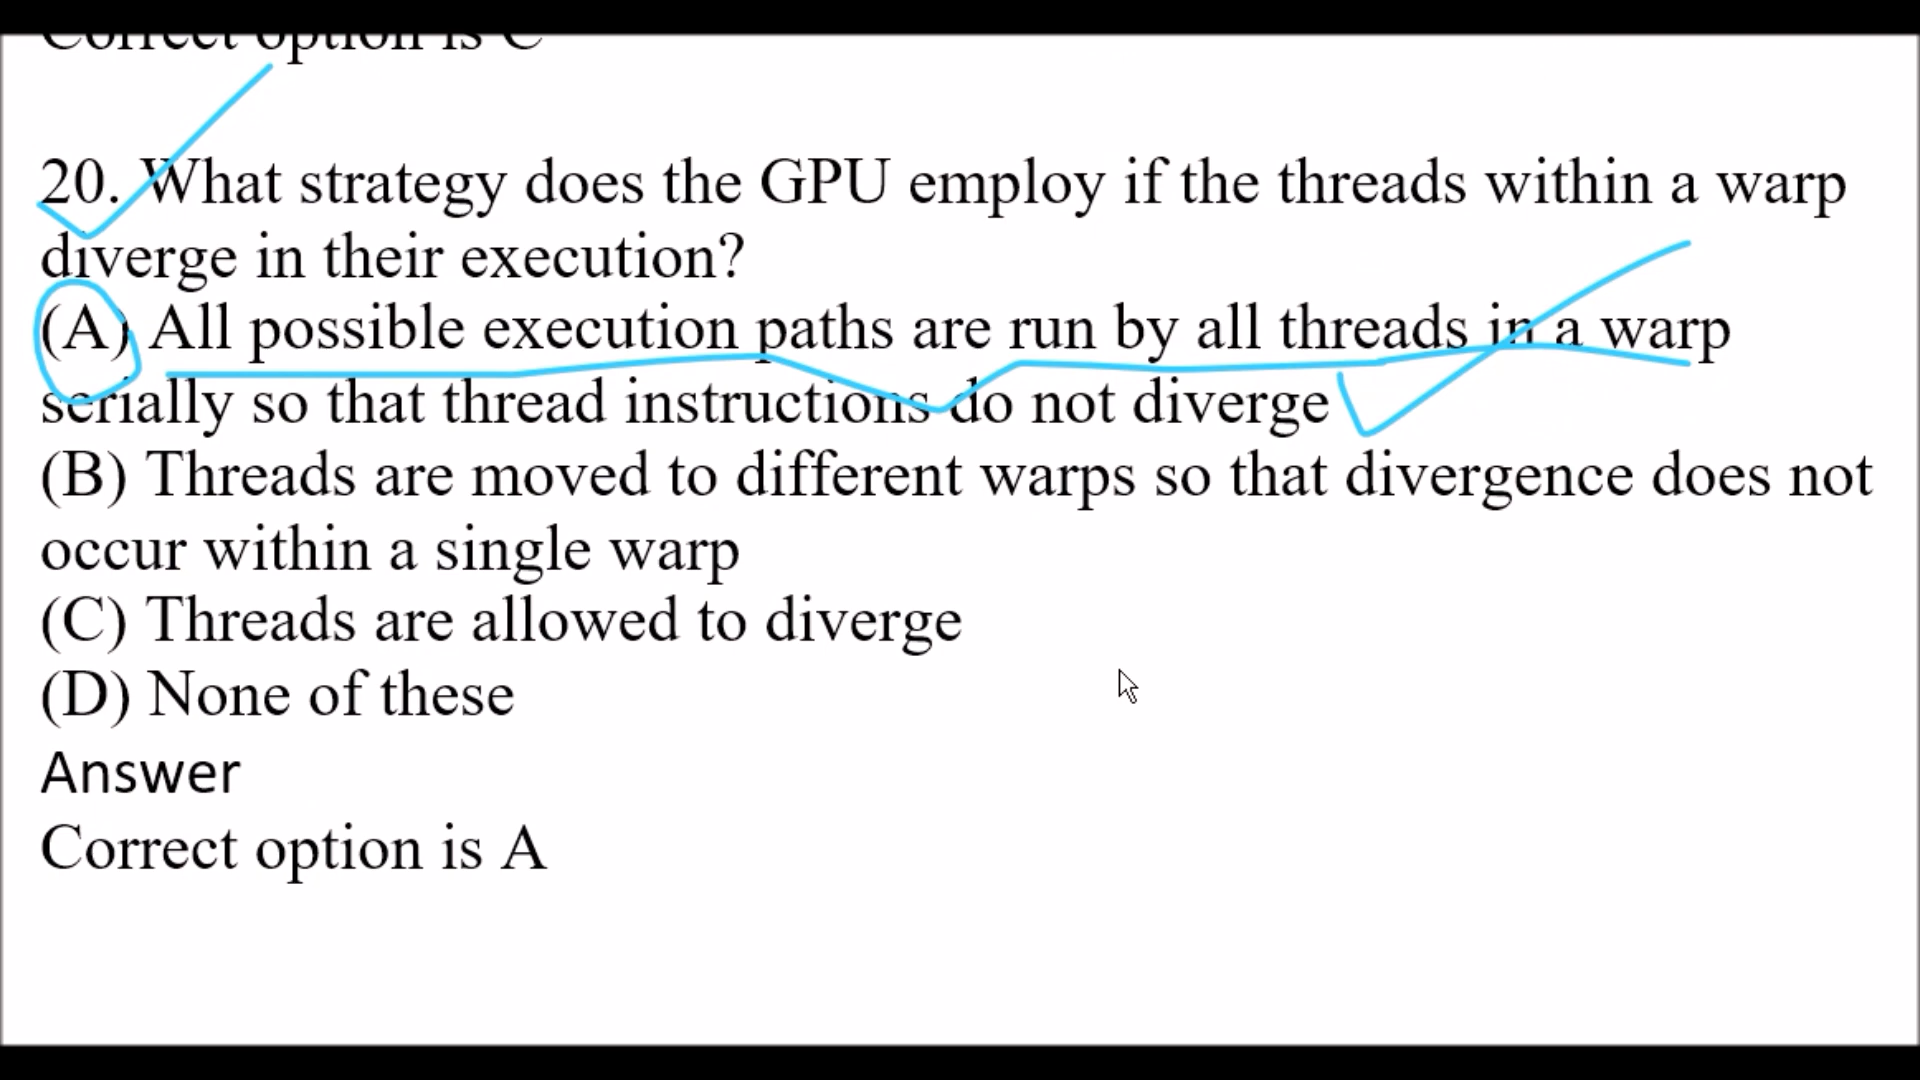 Correct option is C
20. What strategy does the GPU employ if the threads within a warp
diverge in their execution?
(A) All possible execution paths are run by all threads in a warp
serially so that thread instructions do not diverge
(B) Threads are moved to different warps so that divergence does not
occur within a single warp
(C) Threads are allowed to diverge
(D) None of these
Answer
Correct option is A